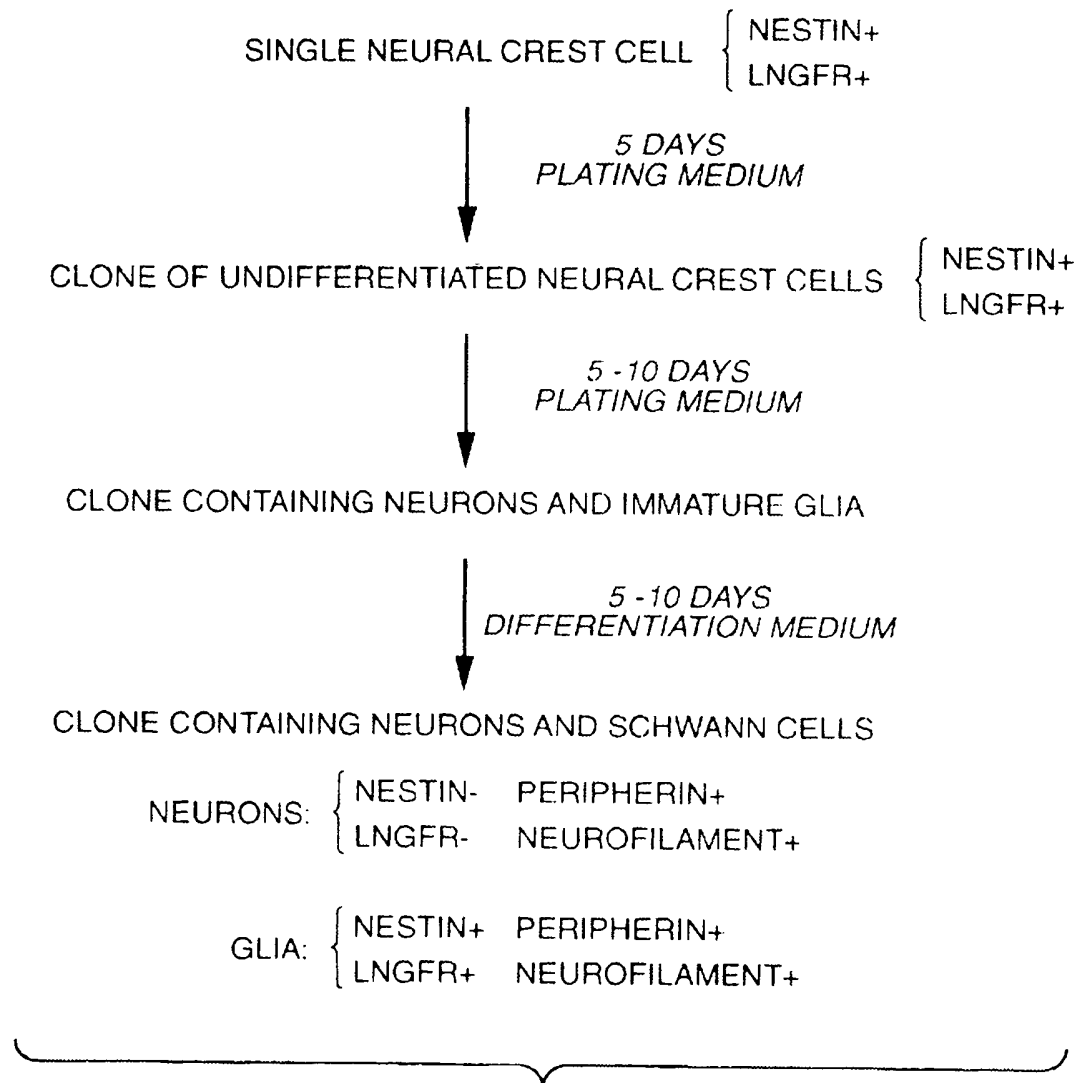 SINGLE NEURAL CREST CELL
NESTIN+
LNGFR+
5 DAYS
PLATING MEDIUM
CLONE OF UNDIFFERENTIATED NEURAL CREST CELLS
NESTIN+
LNGFR+
5 -10 DAYS
PLATING MEDIUM
CLONE CONTAINING NEURONS AND IMMATURE GLIA
5 -10 DAYS
DIFFERENTIATION MEDIUM
CLONE CONTAINING NEURONS AND SCHWANN CELLS
NEURONS:
NESTIN- PERIPHERIN+
LNGFR- NEUROFILAMENT+
GLIA:
NESTIN+ PERIPHERIN+
LNGFR+ NEUROFILAMENT+